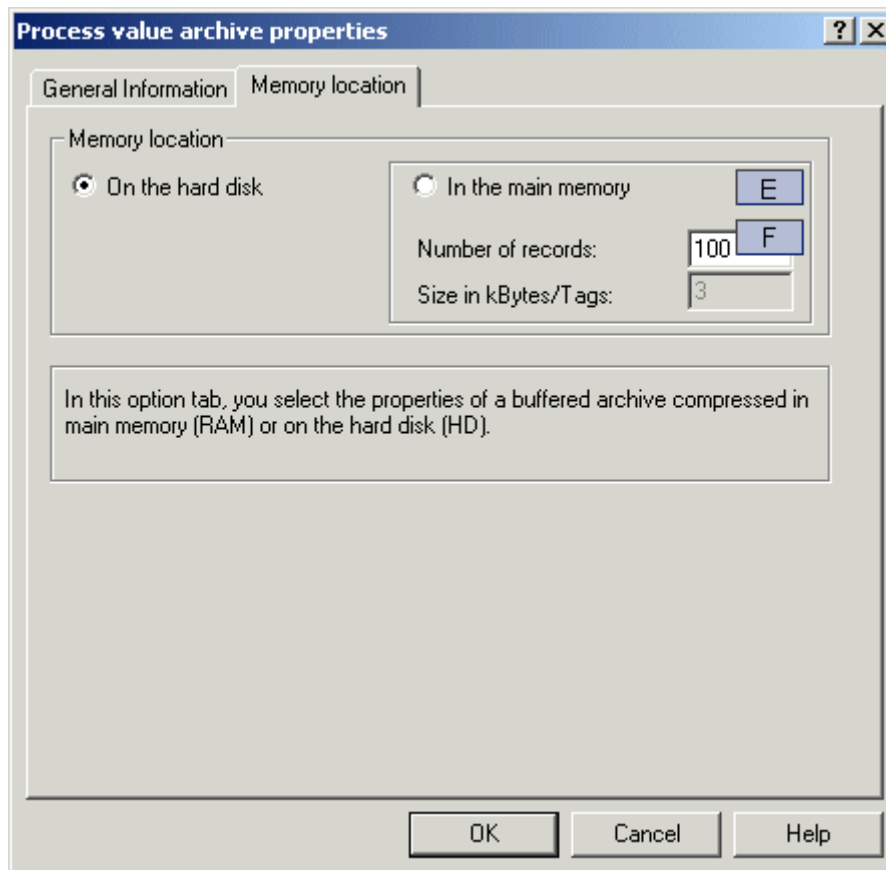 Process value archive properties
General Information
Memory location
Memory location
On the hard disk
In the main memory
E
Number of records:
100
F
Size in kBytes/Tags:
3
In this option tab, you select the properties of a buffered archive compressed in
main memory (RAM) or on the hard disk (HD).
OK
Cancel
Help